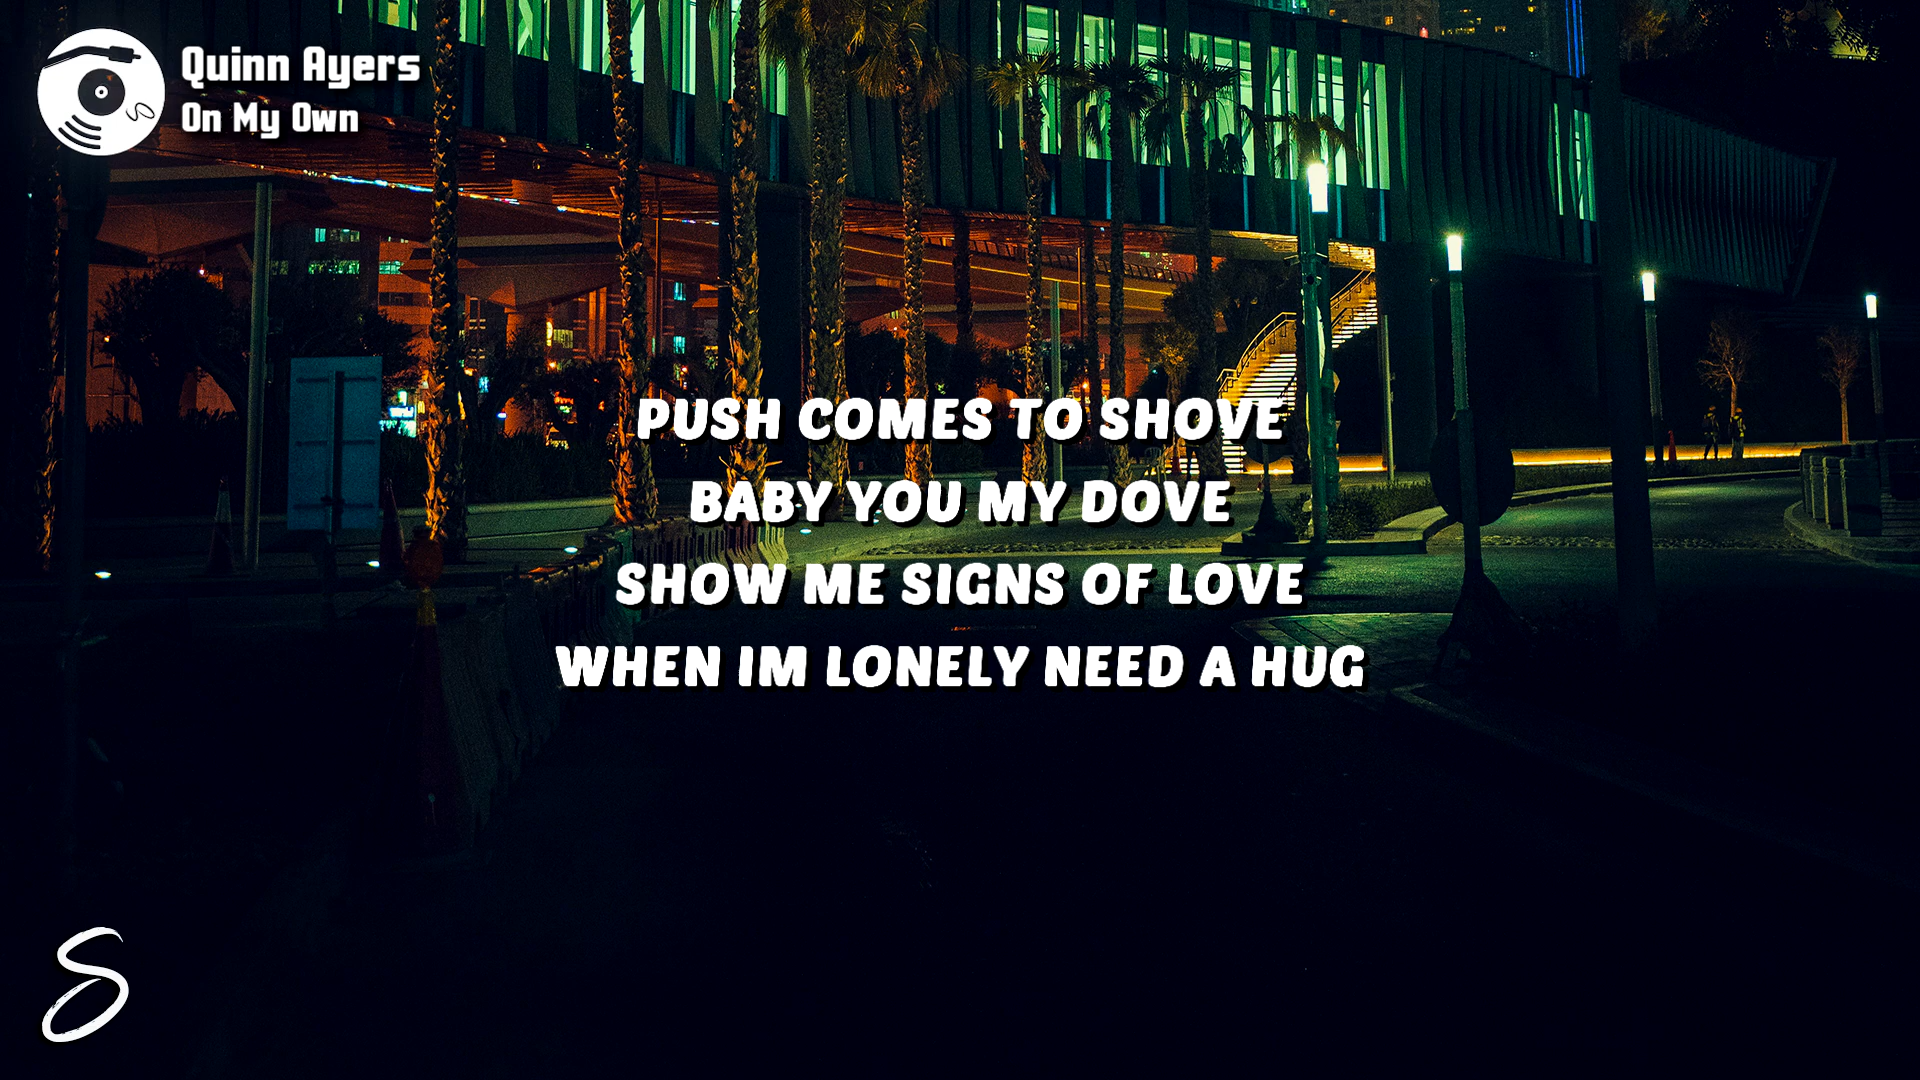 Quinn Ayers
On My Own
PUSH COMES TO SHOVE
BABY YOU MY DOVE
SHOW ME SIGNS OF LOVE
WHEN IM LONELY NEED A HUG
S